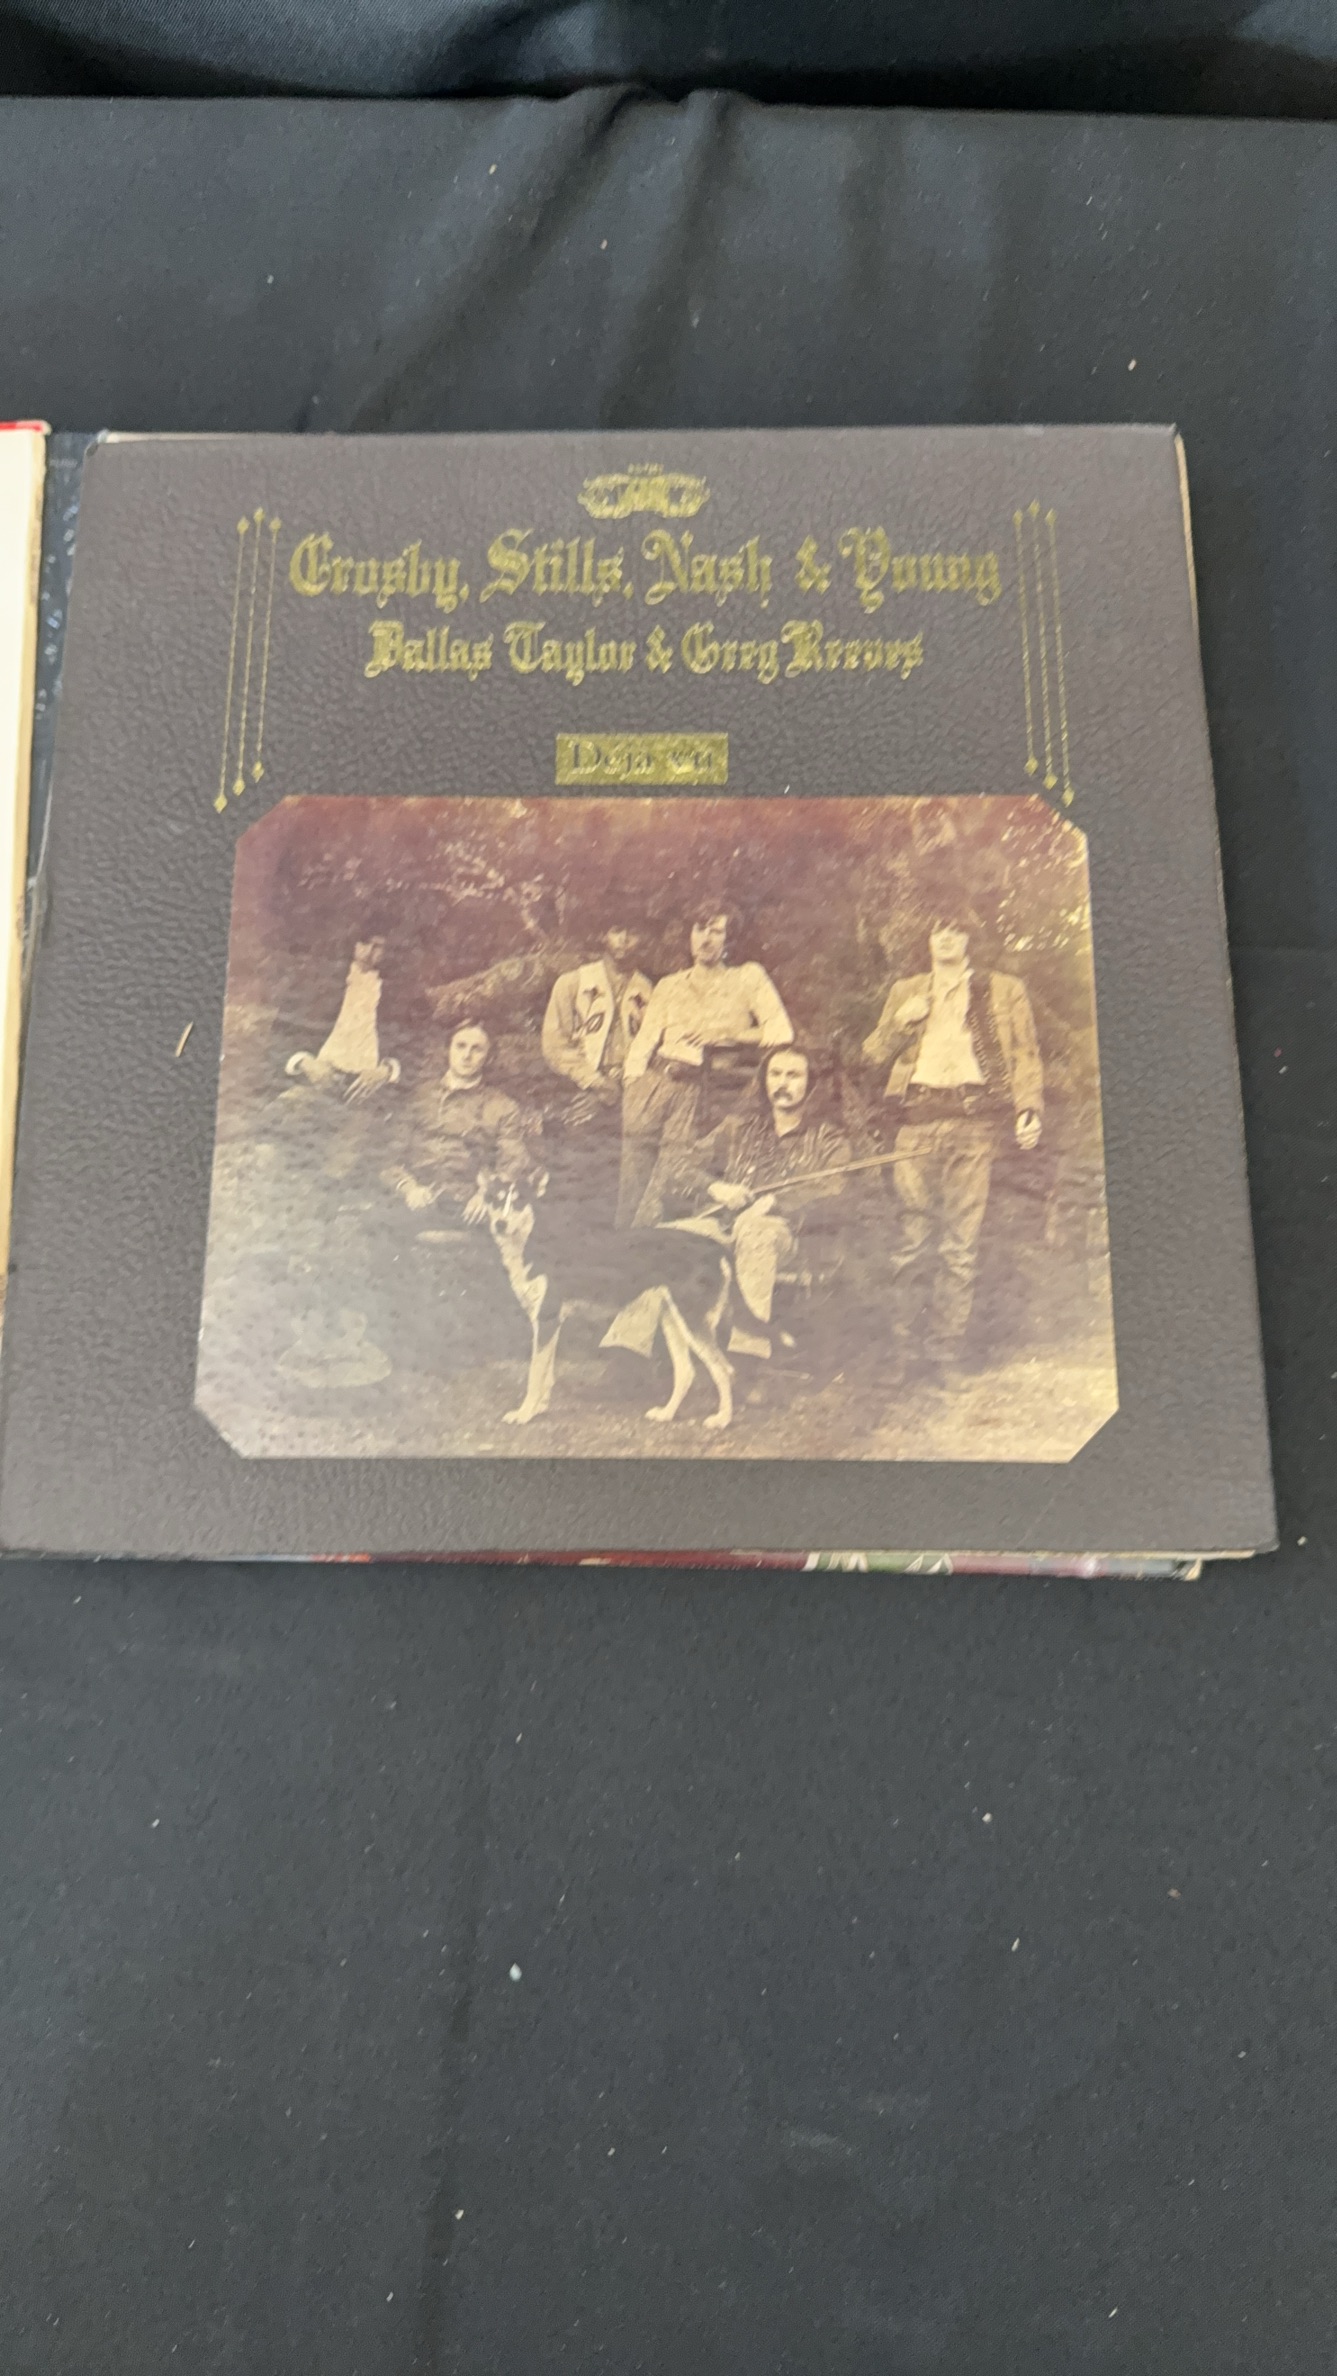 Crosby, Stills, Nash & Young
Dallas Taylor & Greg Reeves
Déjà vu